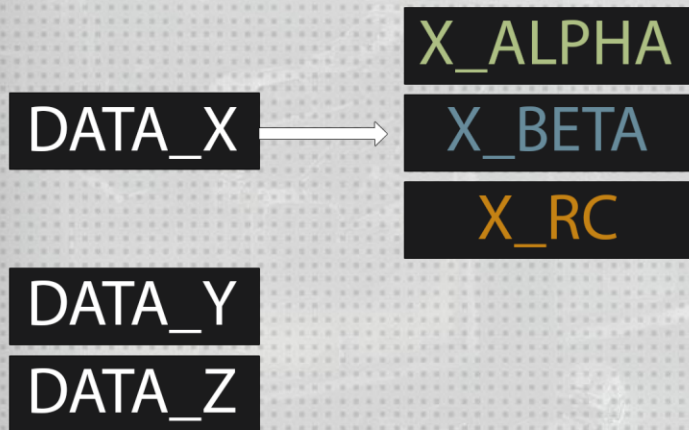 X_ALPHA
DATA_X
X_BETA
X_RC
DATA_Y
DATA_Z